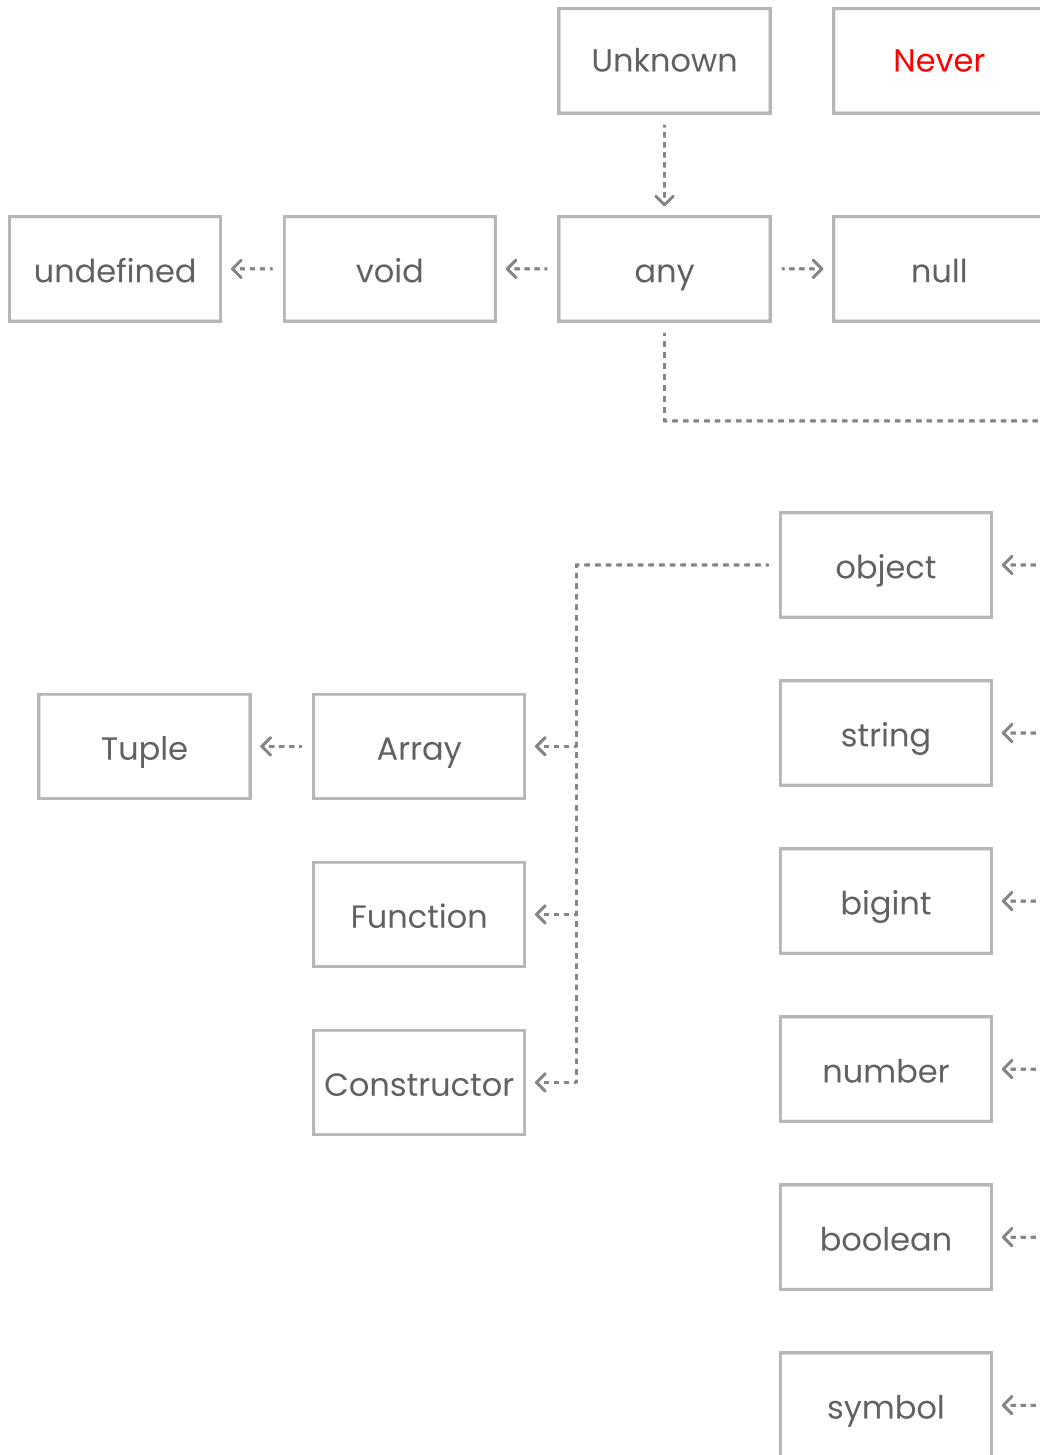 Unknown
Never
undefined
void
any
null
object
string
Tuple
Array
bigint
Function
number
Constructor
boolean
symbol